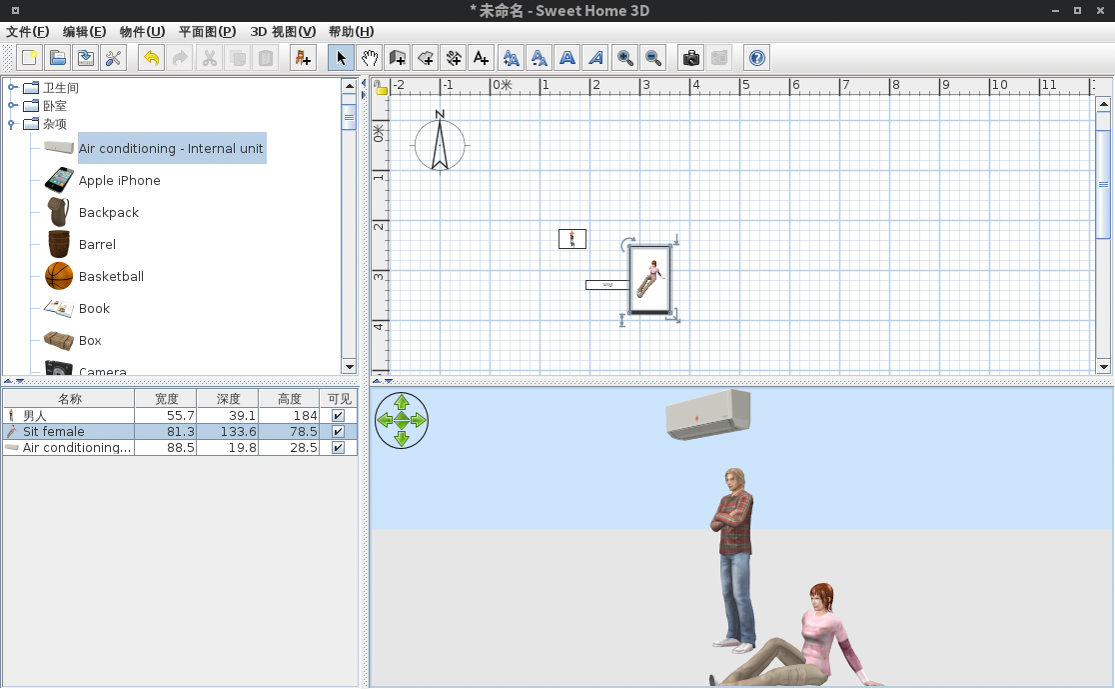 * 未命名 - Sweet Home 3D
文件(F) 编辑(E) 物件(U) 平面图(P) 3D 视图(V) 帮助(H)
卫生间
卧室
杂项
Air conditioning - Internal unit
Apple iPhone
Backpack
Barrel
Basketball
Book
Box
Camera
-2 -1 0米 1 2 3 4 5 6 7 8 9 10 11
0米
1
2
3
4
N
名称 宽度 深度 高度 可见
男人 55.7 39.1 184
Sit female 81.3 133.6 78.5
Air conditioning... 88.5 19.8 28.5